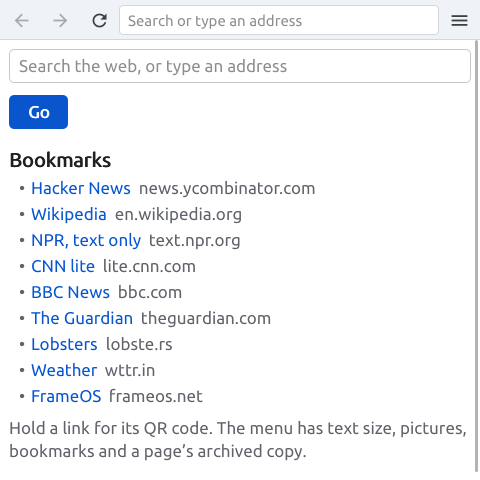 Search or type an address
Search the web, or type an address
Go
Bookmarks
• Hacker News news.ycombinator.com
• Wikipedia en.wikipedia.org
• NPR, text only text.npr.org
• CNN lite lite.cnn.com
• BBC News bbc.com
• The Guardian theguardian.com
• Lobsters lobste.rs
• Weather wttr.in
• FrameOS frameos.net
Hold a link for its QR code. The menu has text size, pictures,
bookmarks and a page’s archived copy.